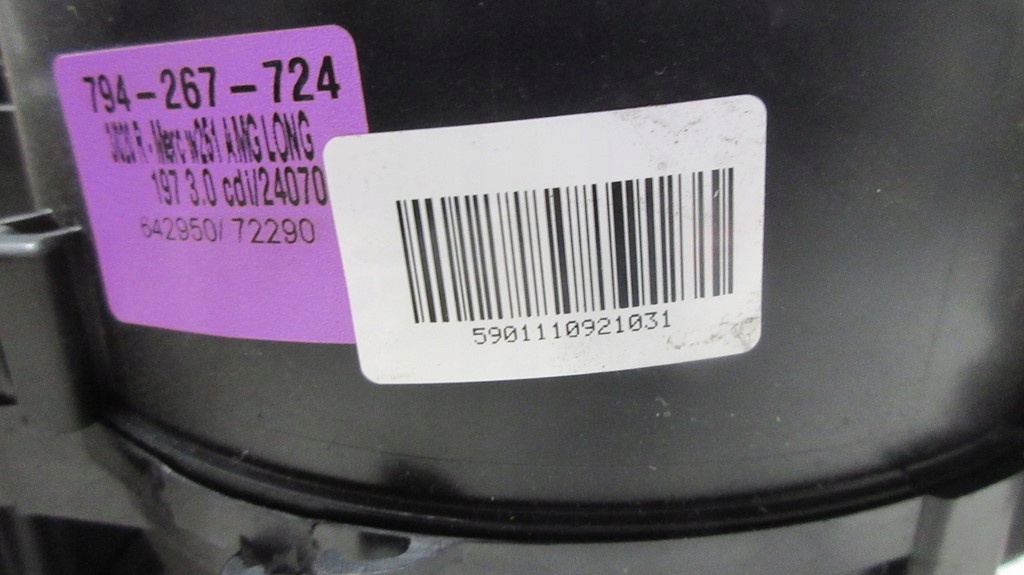 794-267-724
R - Merc w251 AMG LONG
197 3.0 cdi/24070
642950/ 72290
5901110921031